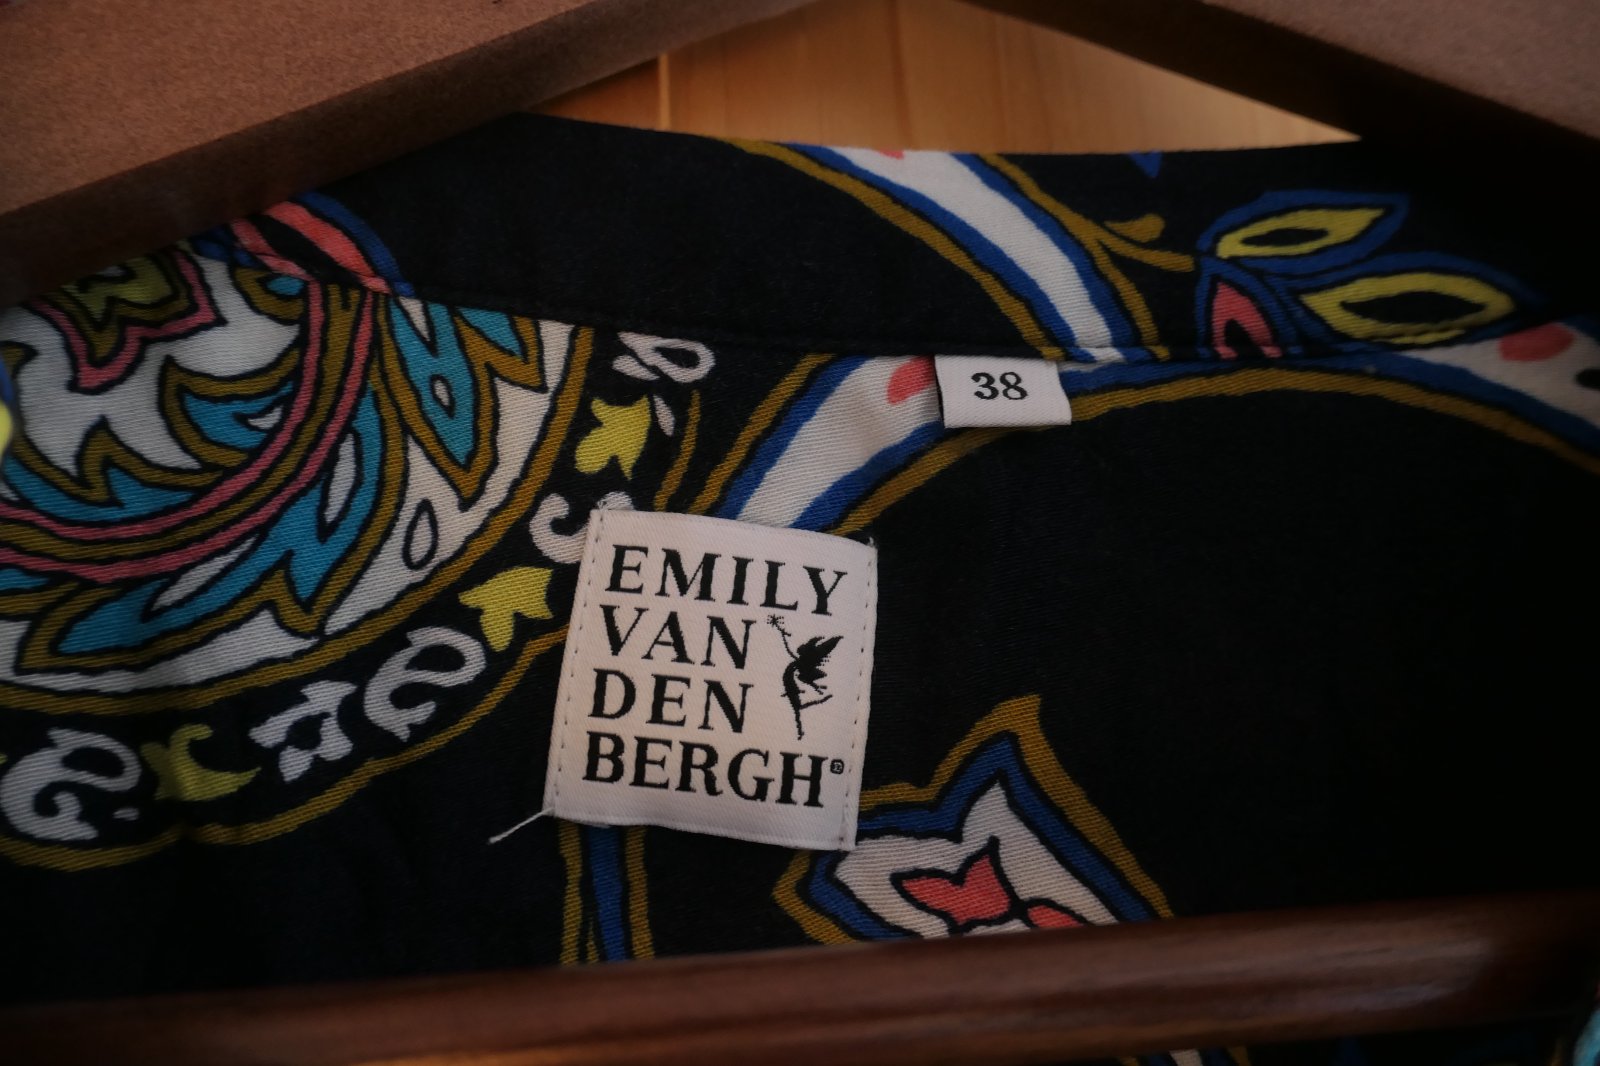 38
EMILY
VAN
DEN
BERGH®